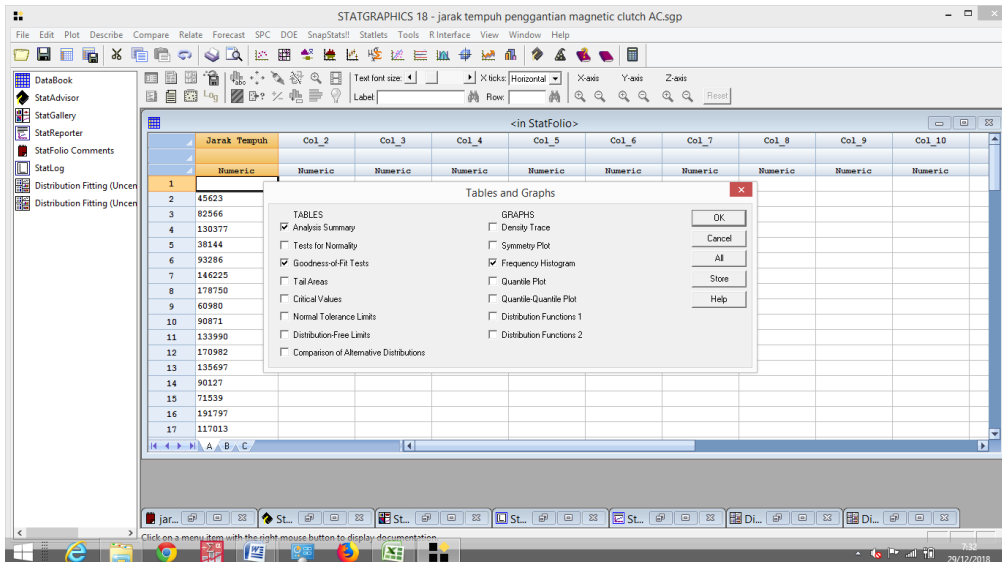 STATGRAPHICS 18 - jarak tempuh penggantian magnetic clutch AC.sgp
File Edit Plot Describe Compare Relate Forecast SPC DOE SnapStats!! Statlets Tools R Interface View Window Help
Text font size: X ticks: Horizontal X-axis Y-axis Z-axis
Log Label: Row: Reset
DataBook
StatAdvisor
StatGallery
StatReporter
StatFolio Comments
StatLog
Distribution Fitting (Uncen
Distribution Fitting (Uncen
<in StatFolio>
Jarak Tempuh Col_2 Col_3 Col_4 Col_5 Col_6 Col_7 Col_8 Col_9 Col_10
Numeric Numeric Numeric Numeric Numeric Numeric Numeric Numeric Numeric Numeric
1
2 45623
3 82566
4 130377
5 38144
6 93286
7 146225
8 178750
9 60980
10 90871
11 133990
12 170982
13 135697
14 90127
15 71539
16 191797
17 117013
A B C
Tables and Graphs
TABLES
Analysis Summary
Tests for Normality
Goodness-of-Fit Tests
Tail Areas
Critical Values
Normal Tolerance Limits
Distribution-Free Limits
Comparison of Alternative Distributions
GRAPHS
Density Trace
Symmetry Plot
Frequency Histogram
Quantile Plot
Quantile-Quantile Plot
Distribution Functions 1
Distribution Functions 2
OK
Cancel
All
Store
Help
jar... St... St... St... St... Di... Di...
Click on a menu item with the right mouse button to display documentation.
7:32
29/12/2018